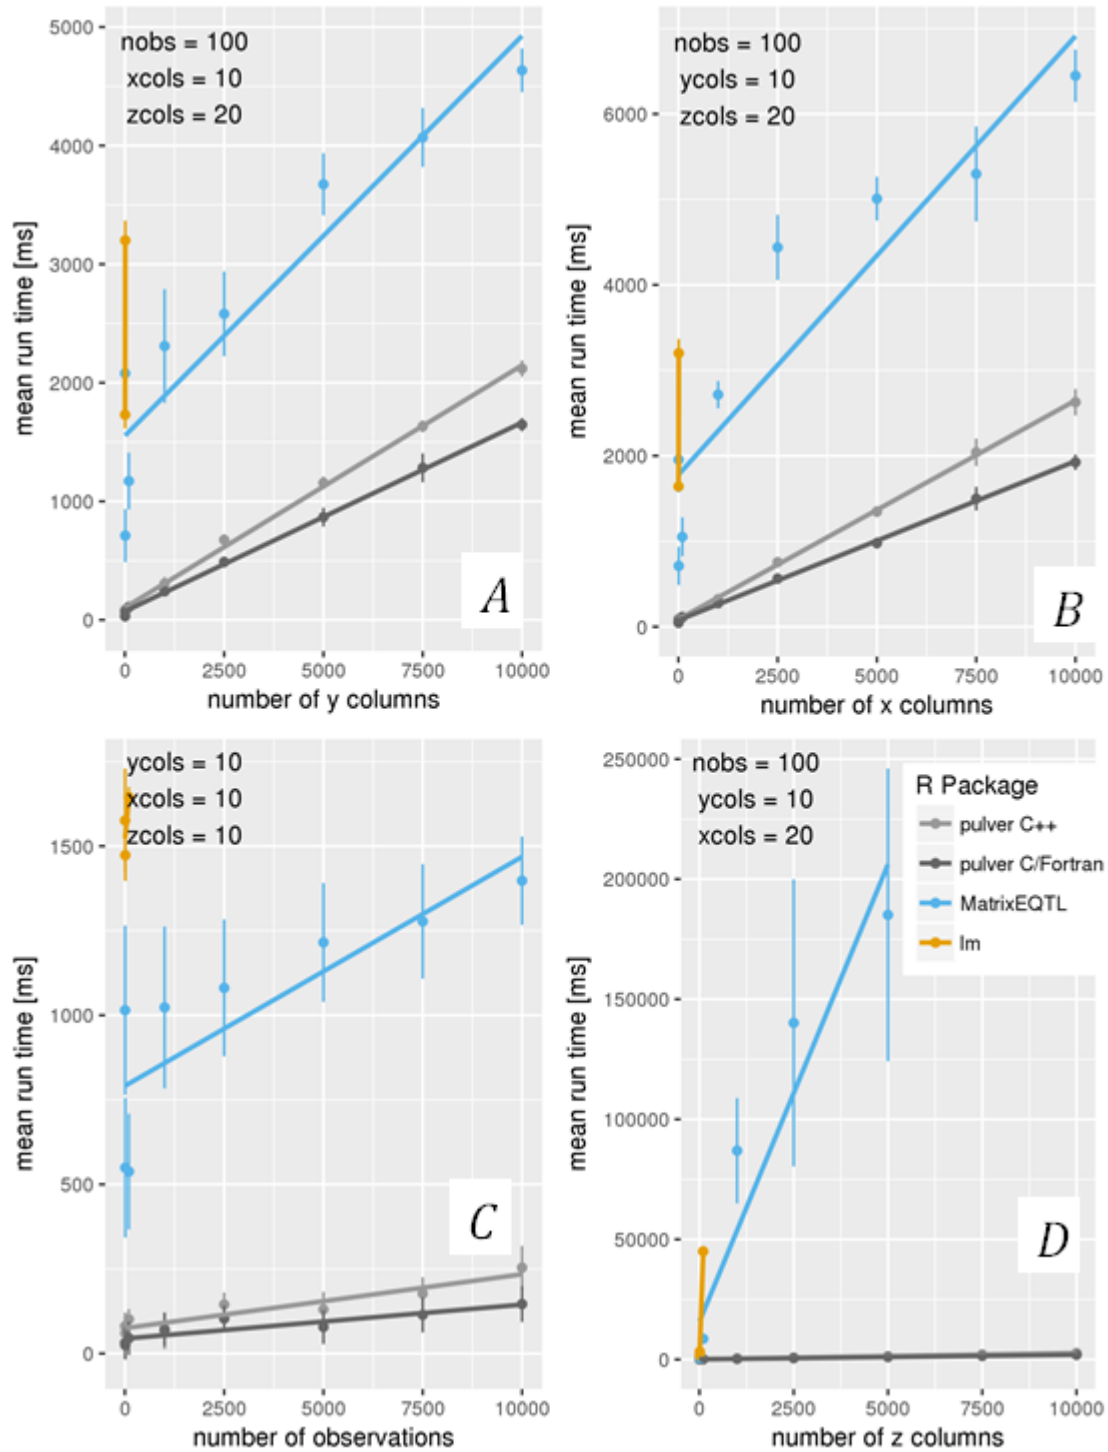 5000
4000
3000
2000
1000
0
mean run time [ms]
nobs = 100
xcols = 10
zcols = 20
A
0 2500 5000 7500 10000
number of y columns
6000
4000
2000
0
mean run time [ms]
nobs = 100
ycols = 10
zcols = 20
B
0 2500 5000 7500 10000
number of x columns
1500
1000
500
0
mean run time [ms]
ycols = 10
xcols = 10
zcols = 10
C
0 2500 5000 7500 10000
number of observations
250000
200000
150000
100000
50000
0
mean run time [ms]
nobs = 100
ycols = 10
xcols = 20
R Package
pulver C++
pulver C/Fortran
MatrixEQTL
lm
D
0 2500 5000 7500 10000
number of z columns